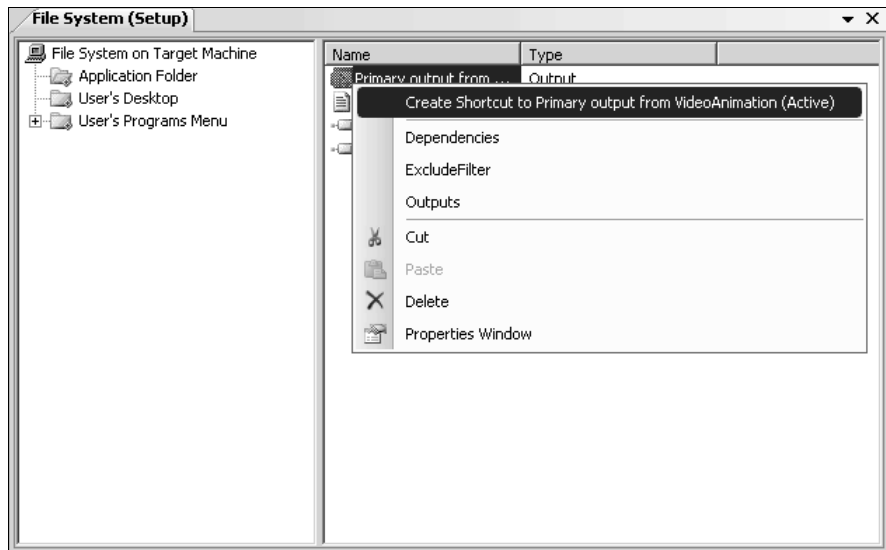 File System (Setup)
File System on Target Machine
Application Folder
User's Desktop
User's Programs Menu
Name Type
Primary output from ... Output
Create Shortcut to Primary output from VideoAnimation (Active)
Dependencies
ExcludeFilter
Outputs
Cut
Paste
Delete
Properties Window